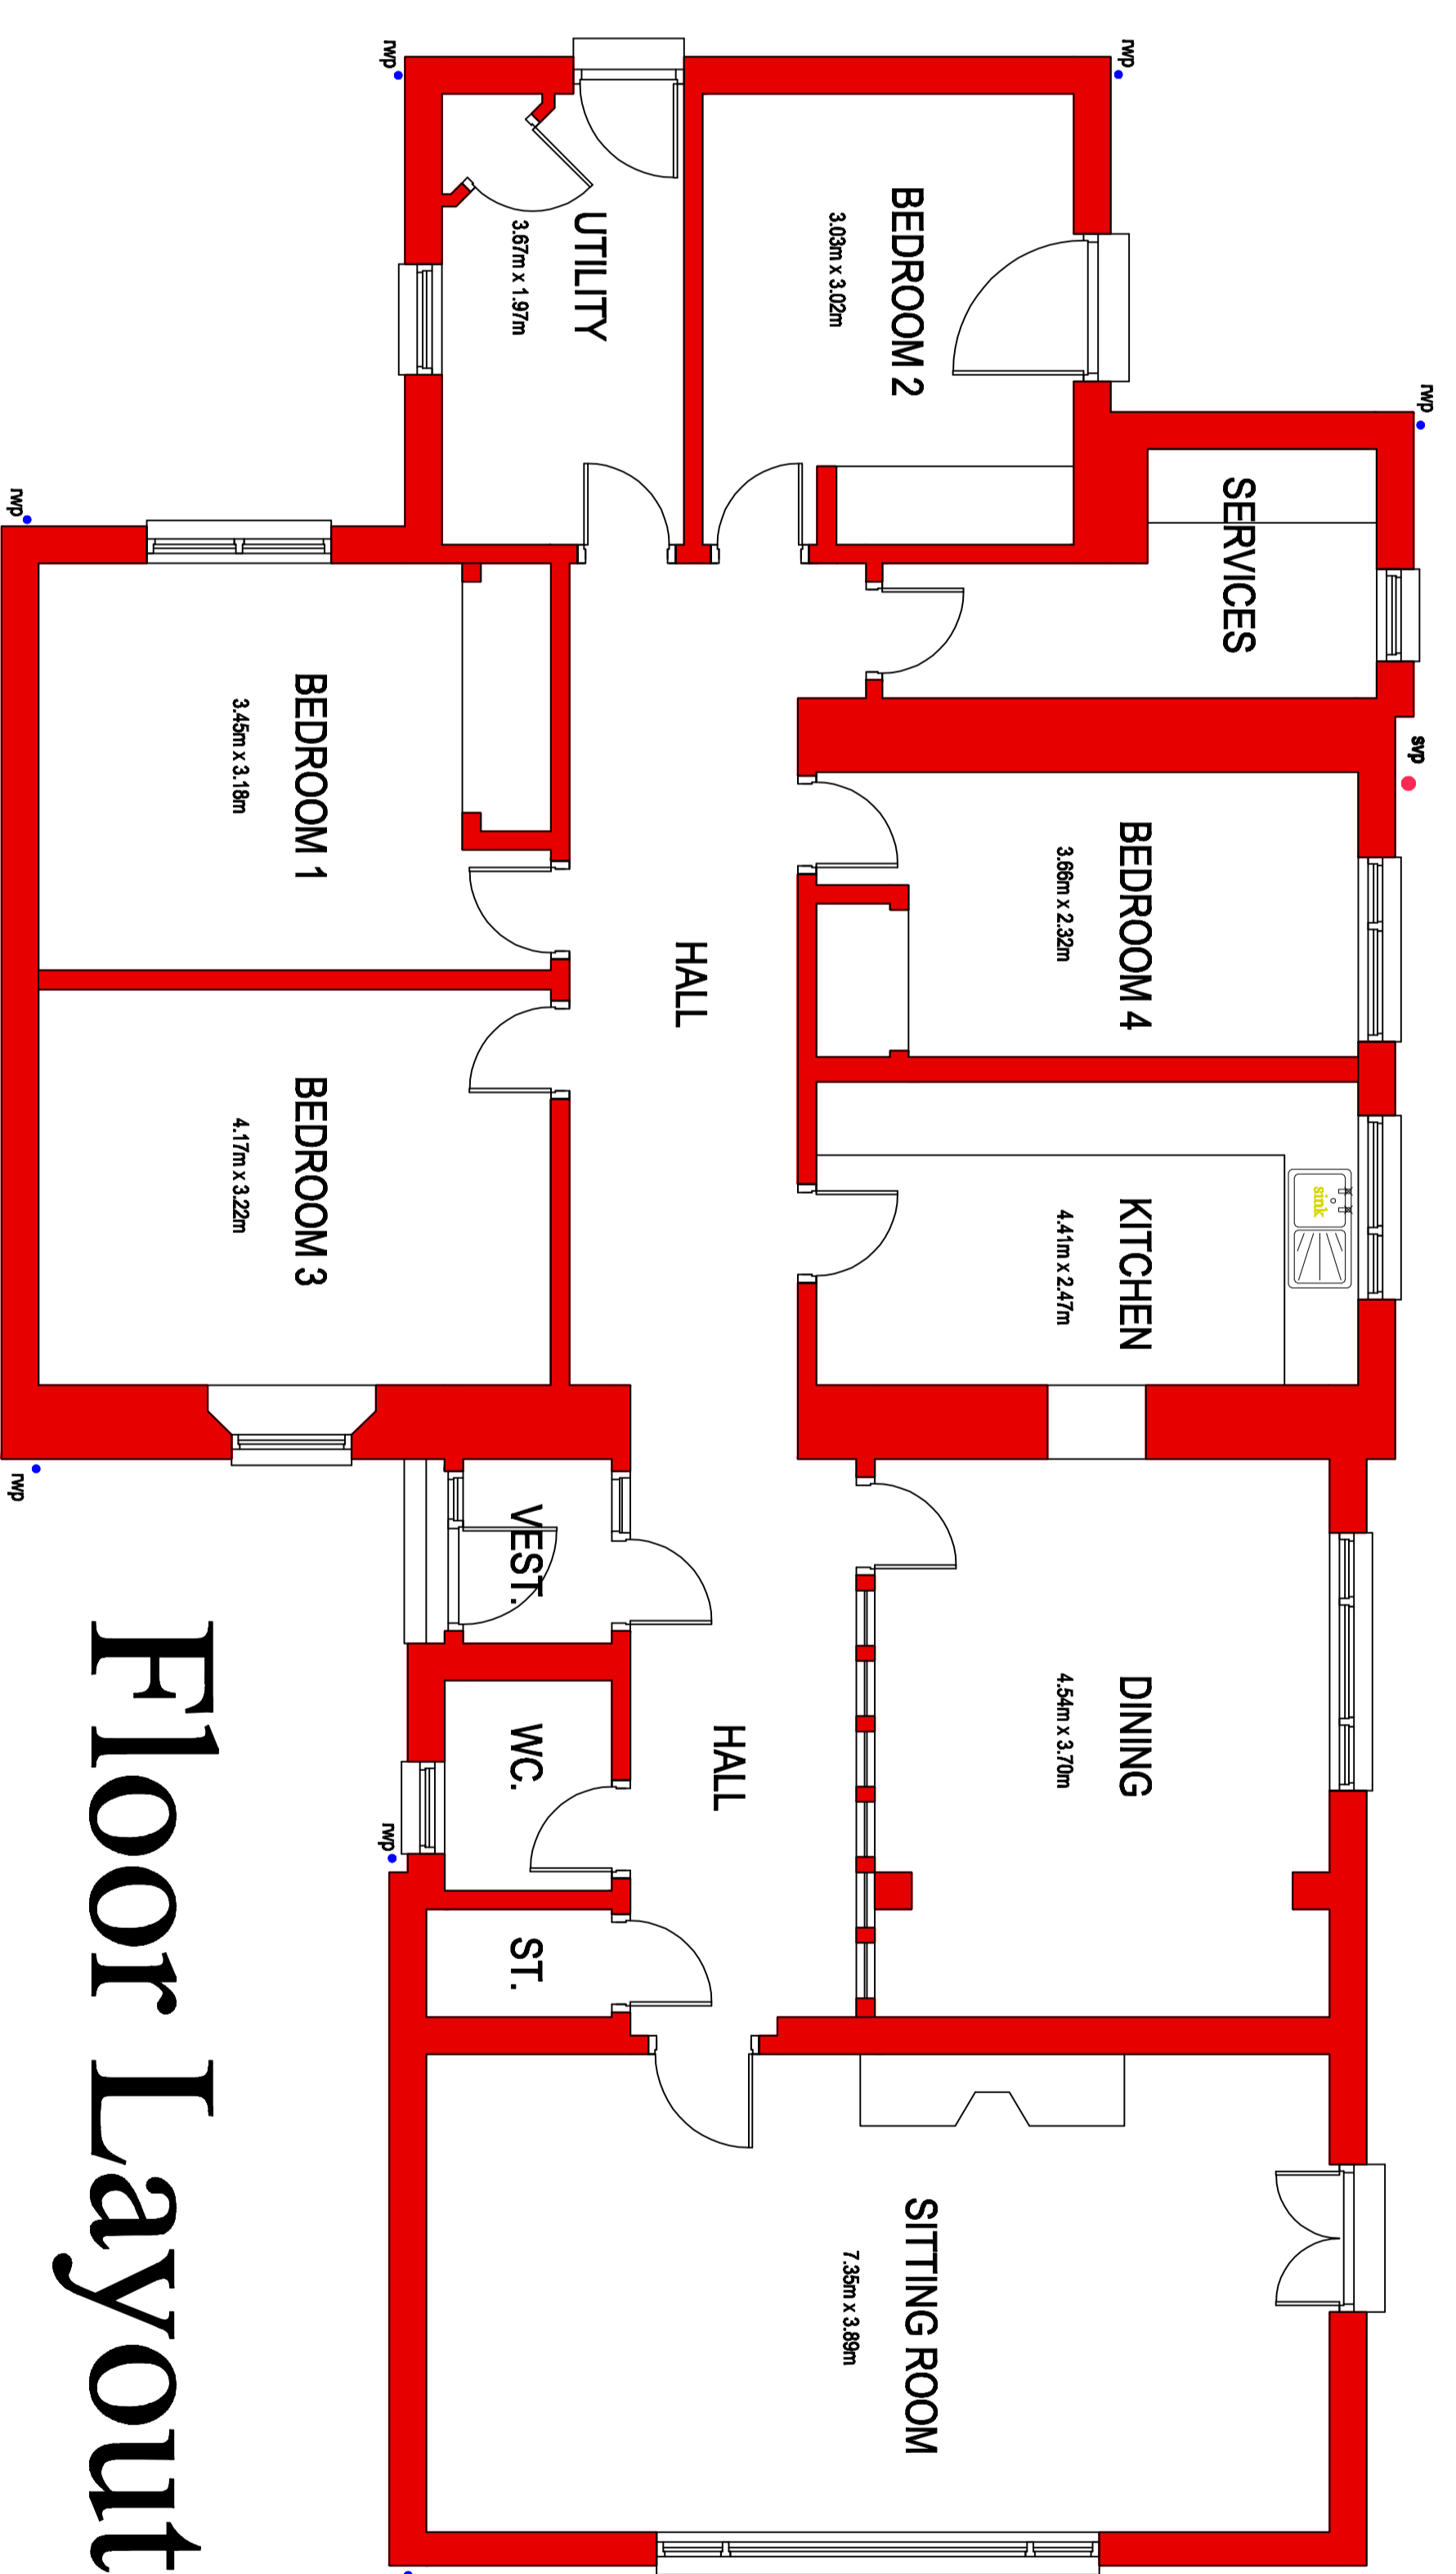 rwp
svp
rwp
SERVICES
BEDROOM 4
3.66m x 2.32m
KITCHEN
4.41m x 2.47m
sink
DINING
4.54m x 3.70m
rwp
BEDROOM 2
3.03m x 3.02m
SITTING ROOM
7.35m x 3.89m
HALL
HALL
UTILITY
3.67m x 1.97m
VEST.
WC.
ST.
rwp
rwp
BEDROOM 1
3.45m x 3.18m
BEDROOM 3
4.17m x 3.22m
rwp
rwp
Floor Layout